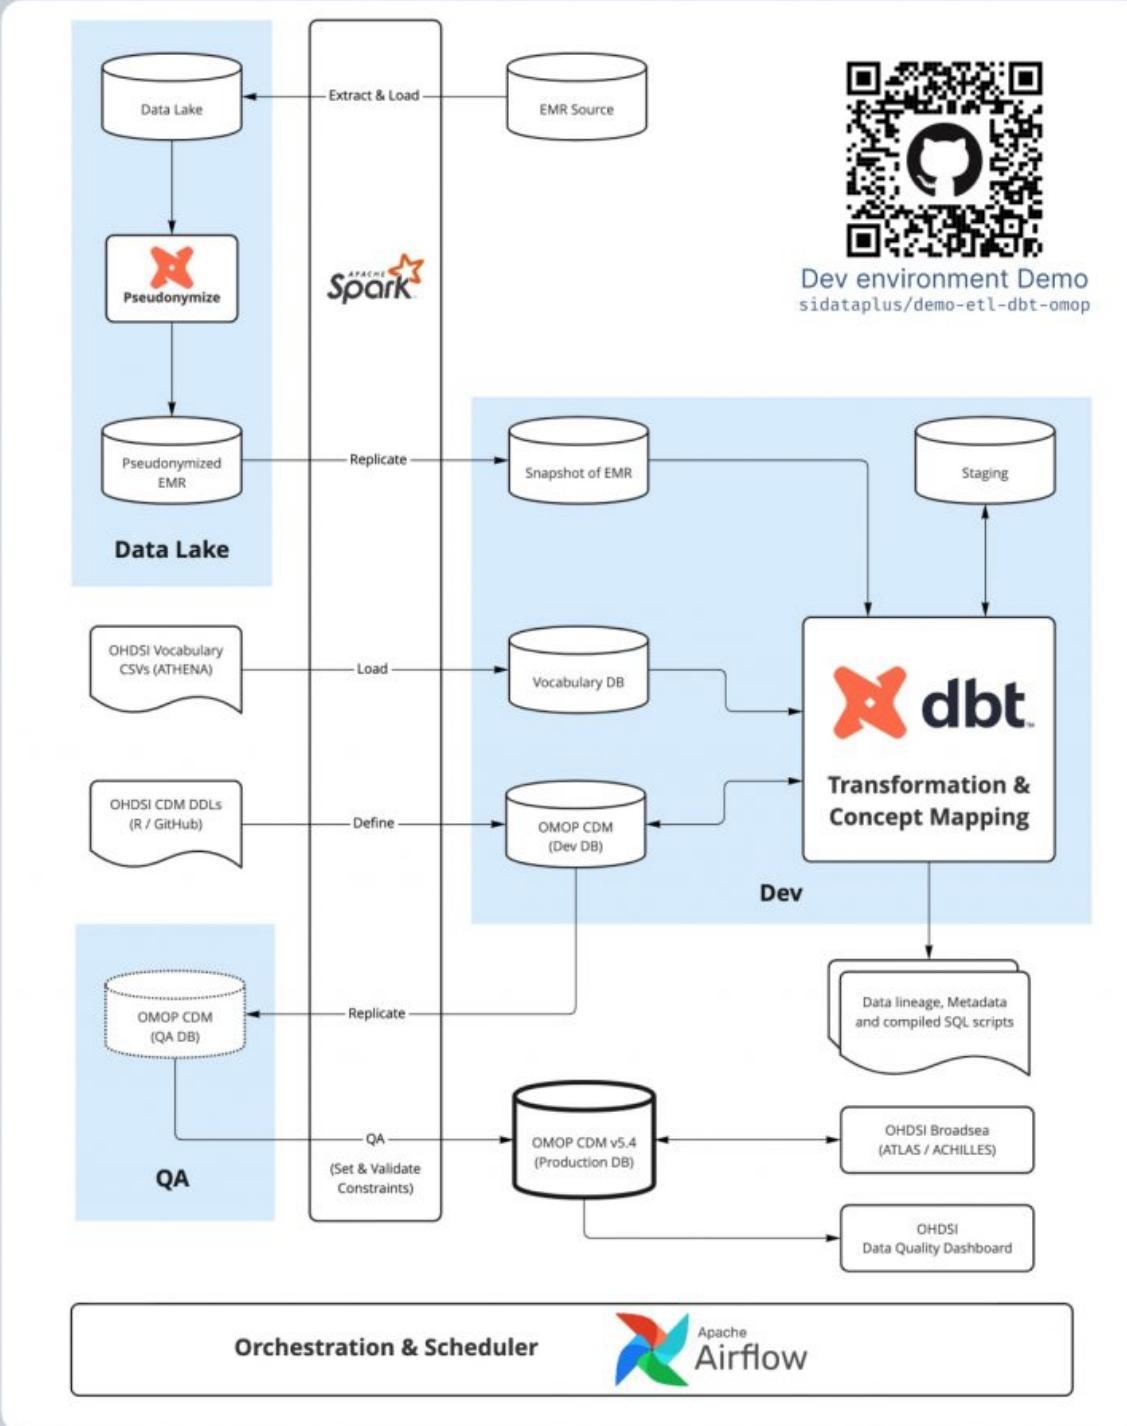 Data Lake
Extract & Load
EMR Source
Pseudonymize
APACHE
Spark
Dev environment Demo
sidataplus/demo-etl-dbt-omop
Pseudonymized
EMR
Replicate
Snapshot of EMR
Staging
Data Lake
OHDSI Vocabulary
CSVs (ATHENA)
Load
Vocabulary DB
dbt
TM
Transformation &
Concept Mapping
OHDSI CDM DDLs
(R / GitHub)
Define
OMOP CDM
(Dev DB)
Dev
OMOP CDM
(QA DB)
Replicate
Data lineage, Metadata
and compiled SQL scripts
QA
(Set & Validate
Constraints)
QA
OMOP CDM v5.4
(Production DB)
OHDSI Broadsea
(ATLAS / ACHILLES)
OHDSI
Data Quality Dashboard
Orchestration & Scheduler
Apache
Airflow